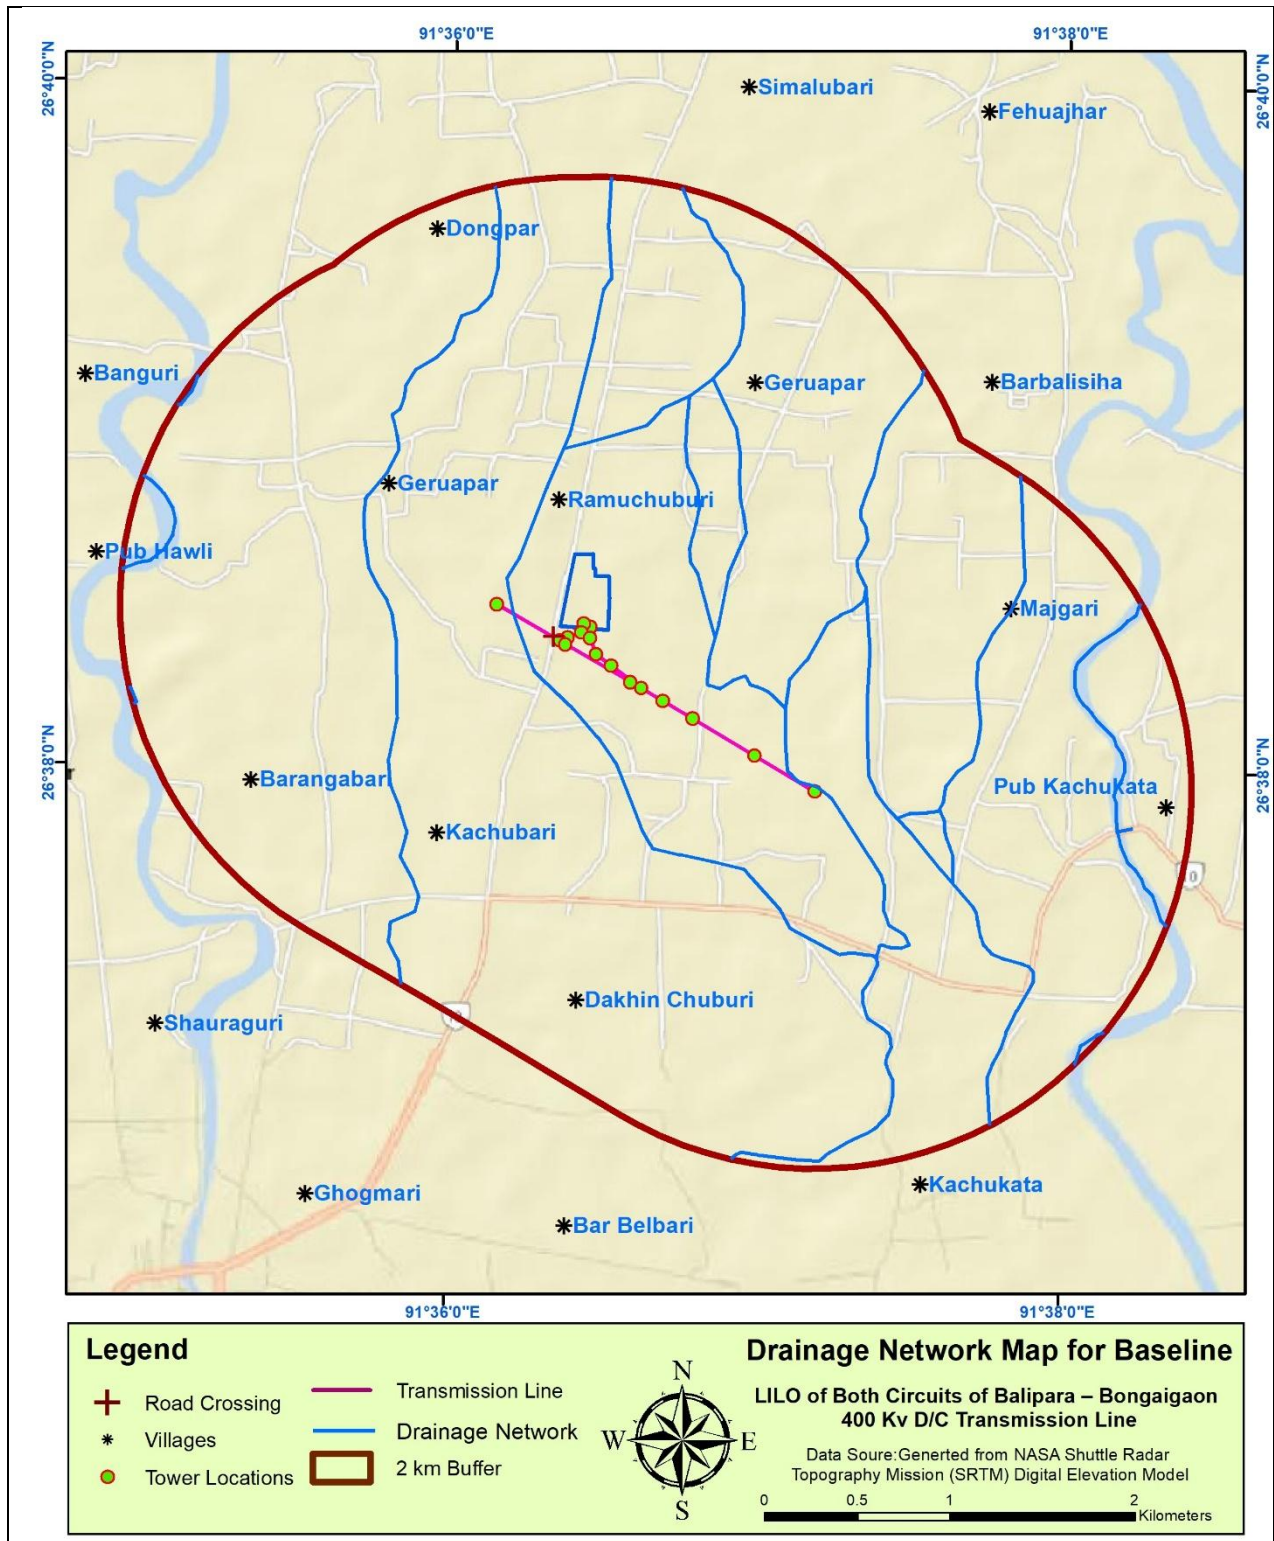 91°36'0"E
91°38'0"E
26°40'0"N
26°40'0"N
Simalubari
Fehuajhar
Dongpar
Banguri
Geruapar
Barbalisiha
Geruapar
Ramuchuburi
Pub Hawli
Majgari
26°38'0"N
26°38'0"N
Barangabari
Pub Kachukata
Kachubari
Dakhin Chuburi
Shauraguri
Ghogmari
Kachukata
Bar Belbari
91°36'0"E
91°38'0"E
Legend
Road Crossing
Villages
Tower Locations
Transmission Line
Drainage Network
2 km Buffer
N
W
E
S
Drainage Network Map for Baseline
LILO of Both Circuits of Balipara – Bongaigaon
400 Kv D/C Transmission Line
Data Soure:Generted from NASA Shuttle Radar
Topography Mission (SRTM) Digital Elevation Model
0 0.5 1 2
Kilometers